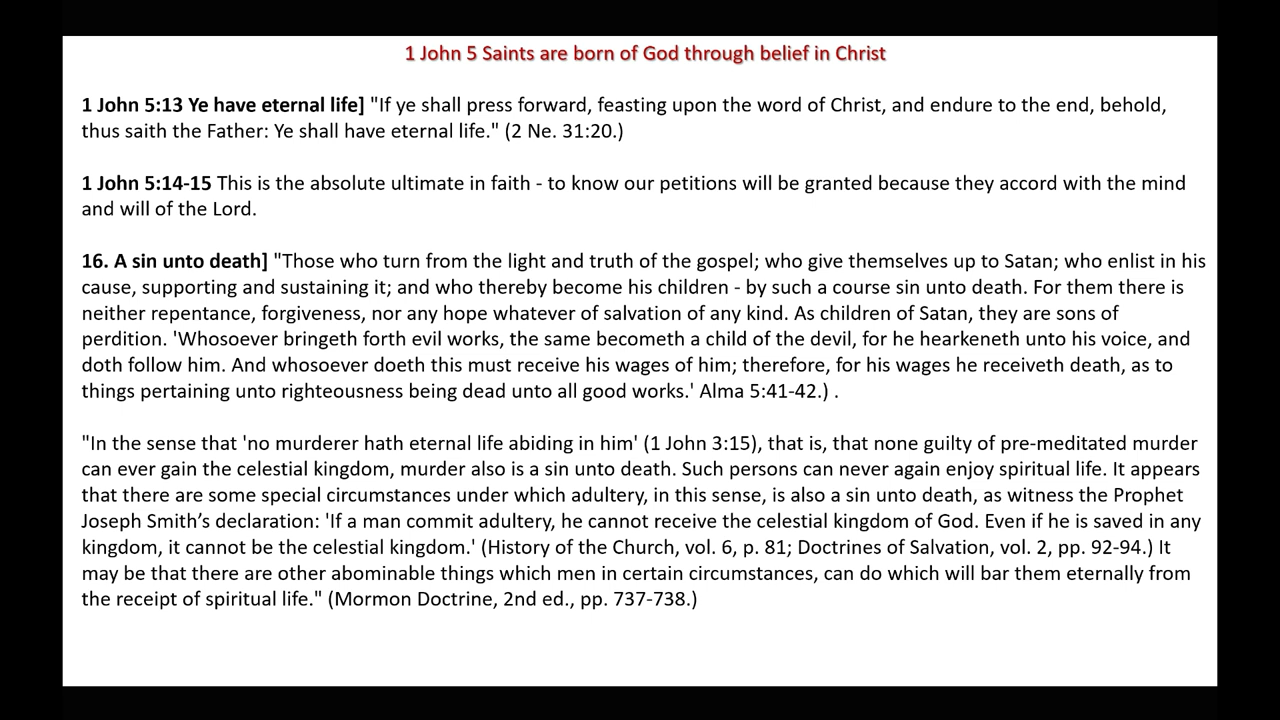 1 John 5 Saints are born of God through belief in Christ
1 John 5:13 Ye have eternal life] "If ye shall press forward, feasting upon the word of Christ, and endure to the end, behold,
thus saith the Father: Ye shall have eternal life." (2 Ne. 31:20.)
1 John 5:14-15 This is the absolute ultimate in faith - to know our petitions will be granted because they accord with the mind
and will of the Lord.
16. A sin unto death] "Those who turn from the light and truth of the gospel; who give themselves up to Satan; who enlist in his
cause, supporting and sustaining it; and who thereby become his children - by such a course sin unto death. For them there is
neither repentance, forgiveness, nor any hope whatever of salvation of any kind. As children of Satan, they are sons of
perdition. 'Whosoever bringeth forth evil works, the same becometh a child of the devil, for he hearkeneth unto his voice, and
doth follow him. And whosoever doeth this must receive his wages of him; therefore, for his wages he receiveth death, as to
things pertaining unto righteousness being dead unto all good works.' Alma 5:41-42.) .
"In the sense that 'no murderer hath eternal life abiding in him' (1 John 3:15), that is, that none guilty of pre-meditated murder
can ever gain the celestial kingdom, murder also is a sin unto death. Such persons can never again enjoy spiritual life. It appears
that there are some special circumstances under which adultery, in this sense, is also a sin unto death, as witness the Prophet
Joseph Smith’s declaration: 'If a man commit adultery, he cannot receive the celestial kingdom of God. Even if he is saved in any
kingdom, it cannot be the celestial kingdom.' (History of the Church, vol. 6, p. 81; Doctrines of Salvation, vol. 2, pp. 92-94.) It
may be that there are other abominable things which men in certain circumstances, can do which will bar them eternally from
the receipt of spiritual life." (Mormon Doctrine, 2nd ed., pp. 737-738.)